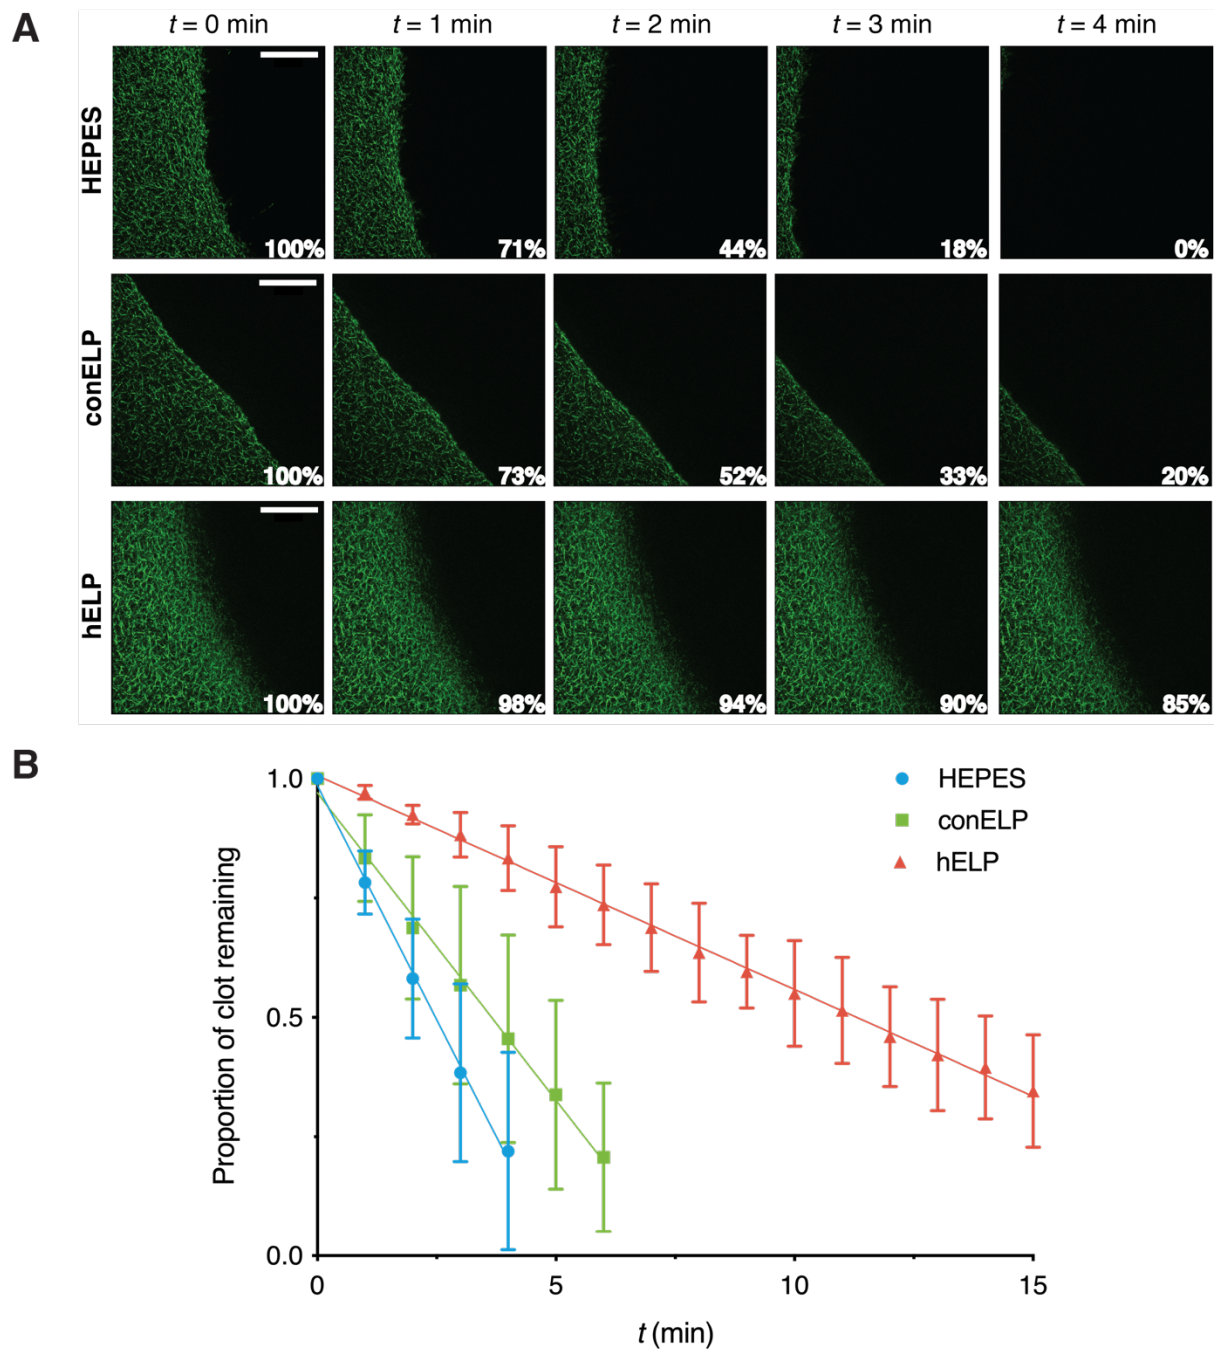 A
t = 0 min t = 1 min t = 2 min t = 3 min t = 4 min
HEPES
100% 71% 44% 18% 0%
conELP
100% 73% 52% 33% 20%
hELP
100% 98% 94% 90% 85%
B
Proportion of clot remaining
1.0
0.5
0.0
HEPES
conELP
hELP
0 5 10 15
t (min)